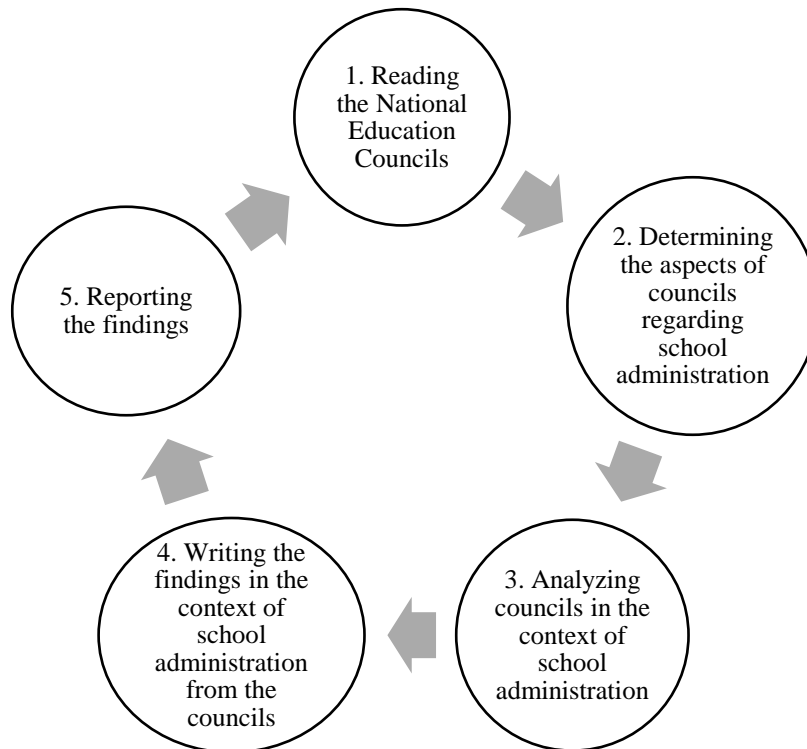 1. Reading
the National
Education
Councils
2. Determining
the aspects of
councils
regarding
school
administration
3. Analyzing
councils in the
context of
school
administration
4. Writing the
findings in the
context of
school
administration
from the
councils
5. Reporting
the findings